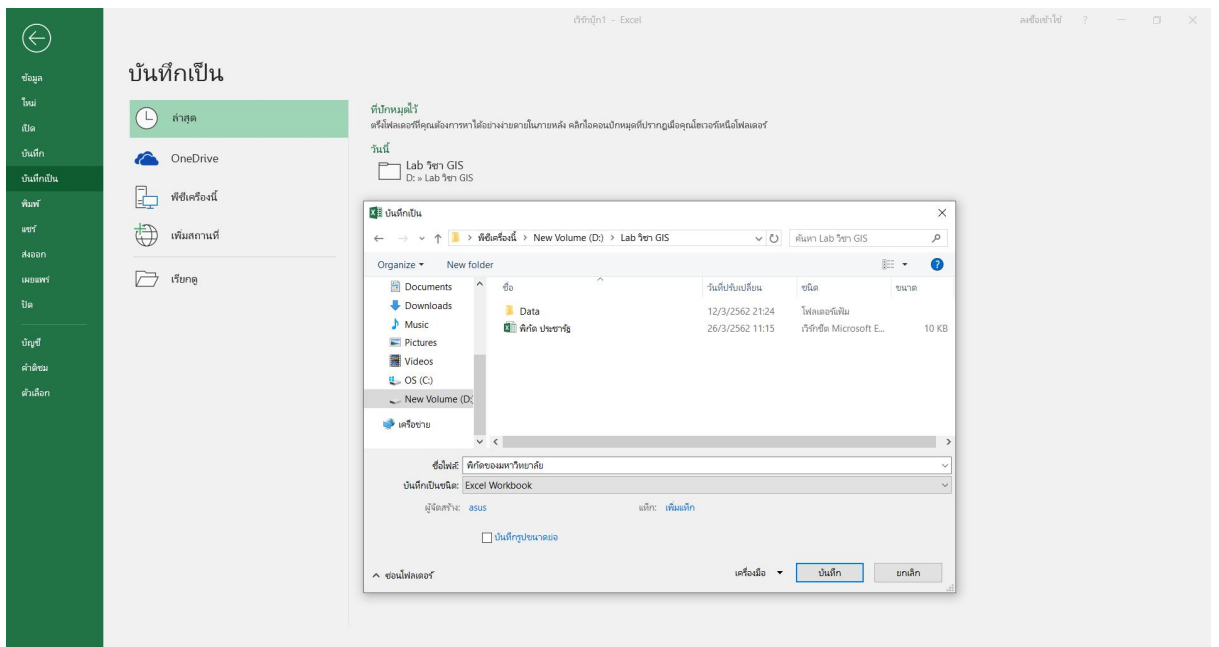 เวิร์กบุ๊ก1 - Excel
ลงชื่อเข้าใช้ ?
ข้อมูล
ใหม่
เปิด
บันทึก
บันทึกเป็น
พิมพ์
แชร์
ส่งออก
เผยแพร่
ปิด
บัญชี
คำติชม
ตัวเลือก
บันทึกเป็น
ล่าสุด
OneDrive
พีซีเครื่องนี้
เพิ่มสถานที่
เรียกดู
ที่ปักหมุดไว้
ตรึงโฟลเดอร์ที่คุณต้องการหาได้อย่างง่ายดายในภายหลัง คลิกไอคอนปักหมุดที่ปรากฏเมื่อคุณโฮเวอร์เหนือโฟลเดอร์
วันนี้
Lab วิชา GIS
D: » Lab วิชา GIS
บันทึกเป็น
พีซีเครื่องนี้ > New Volume (D:) > Lab วิชา GIS
ค้นหา Lab วิชา GIS
Organize
New folder
Documents
Downloads
Music
Pictures
Videos
OS (C:)
New Volume (D:
เครือข่าย
ชื่อ วันที่ปรับเปลี่ยน ชนิด ขนาด
Data 12/3/2562 21:24 โฟลเดอร์แฟ้ม
พิกัด ประชารัฐ 26/3/2562 11:15 เวิร์กชีต Microsoft E... 10 KB
ชื่อไฟล์: พิกัดของมหาวิทยาลัย
บันทึกเป็นชนิด: Excel Workbook
ผู้จัดสร้าง: asus แท็ก: เพิ่มแท็ก
บันทึกรูปขนาดย่อ
ซ่อนโฟลเดอร์
เครื่องมือ
บันทึก
ยกเลิก